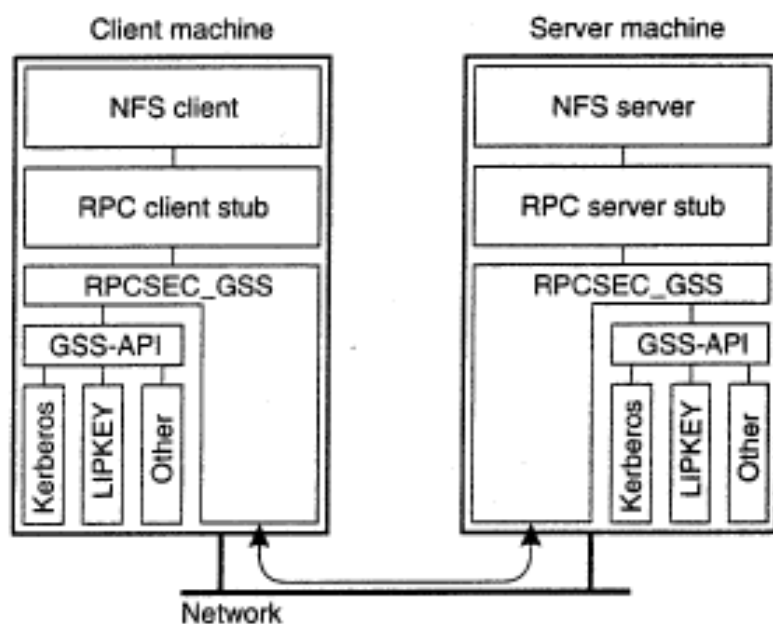 Client machine
Server machine
NFS client
NFS server
RPC client stub
RPC server stub
RPCSEC_GSS
RPCSEC_GSS
GSS-API
GSS-API
Kerberos
LIPKEY
Other
Kerberos
LIPKEY
Other
Network